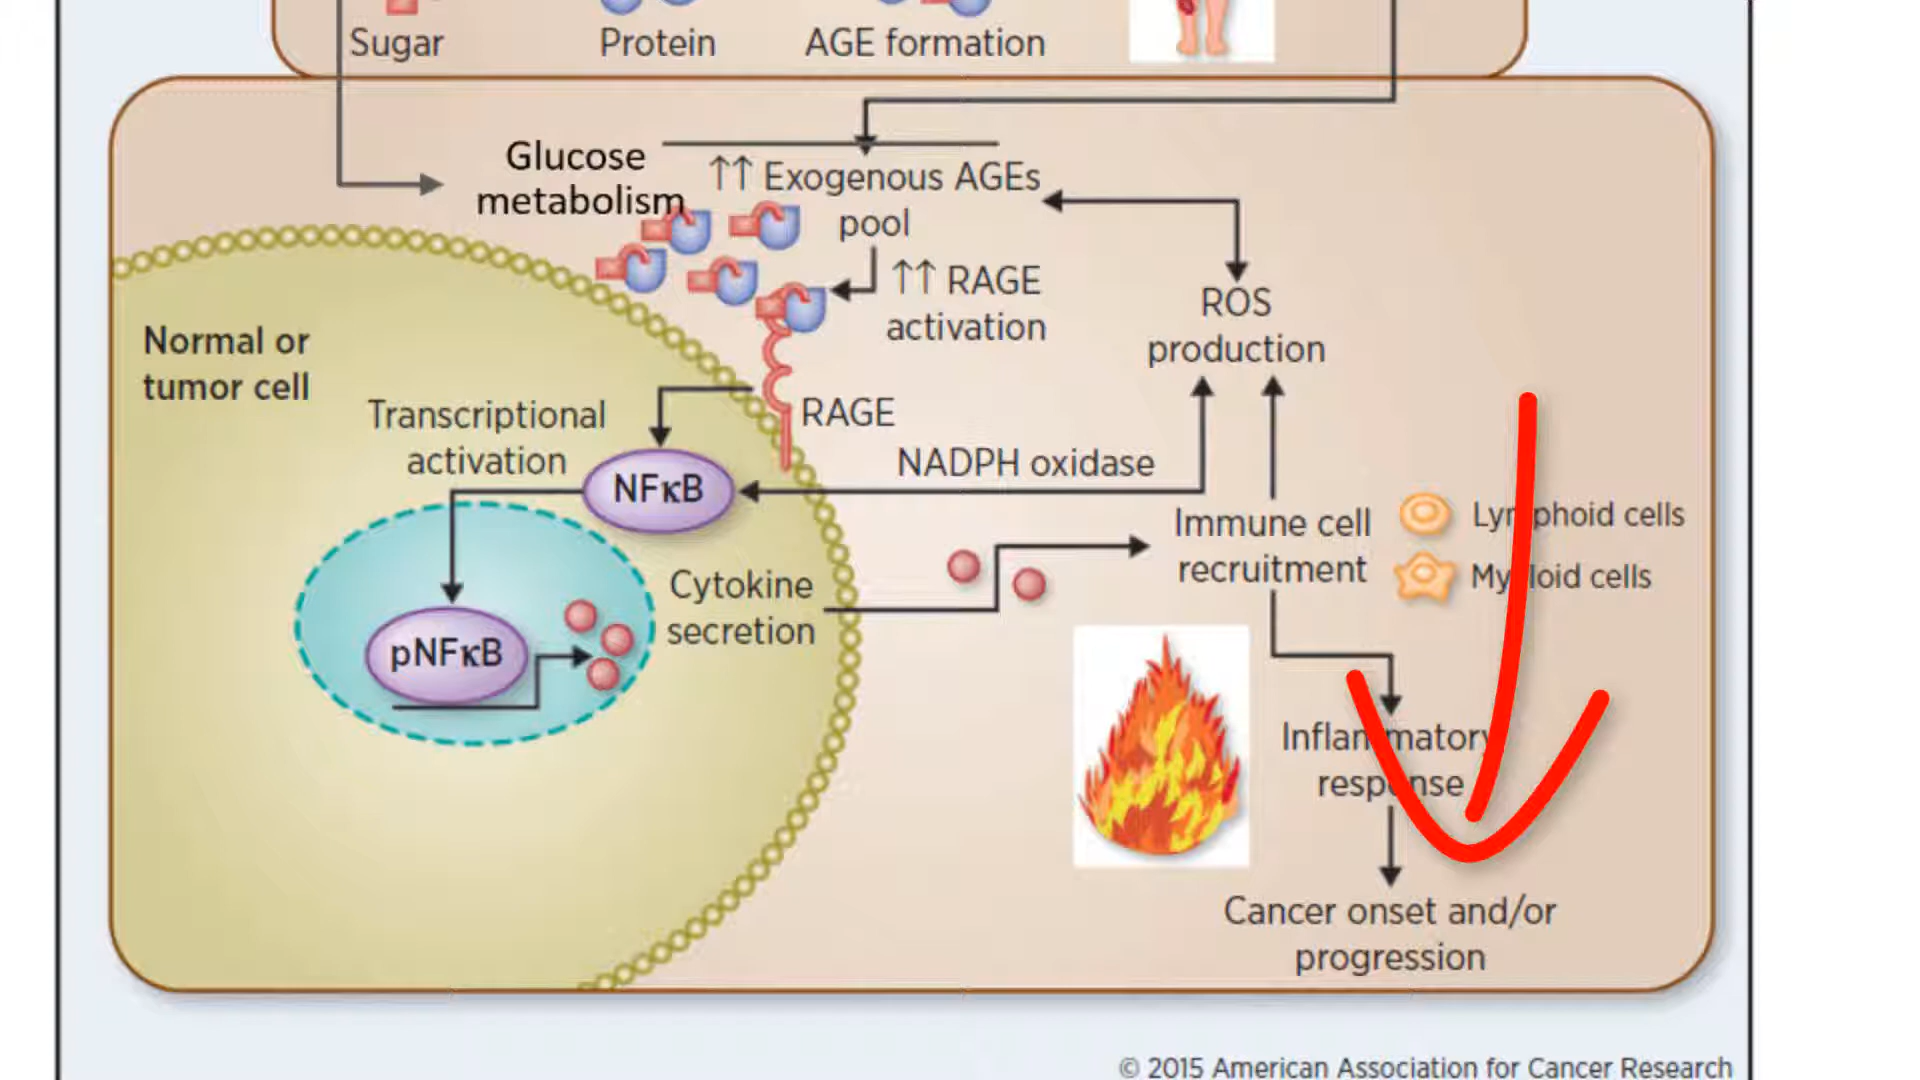 Sugar
Protein
AGE formation
Glucose
metabolism
↑↑ Exogenous AGEs
pool
↑↑ RAGE
activation
ROS
production
Normal or
tumor cell
Transcriptional
activation
RAGE
NFκB
NADPH oxidase
Immune cell
recruitment
Lymphoid cells
Myeloid cells
Cytokine
secretion
pNFκB
Inflammatory
response
Cancer onset and/or
progression
© 2015 American Association for Cancer Research